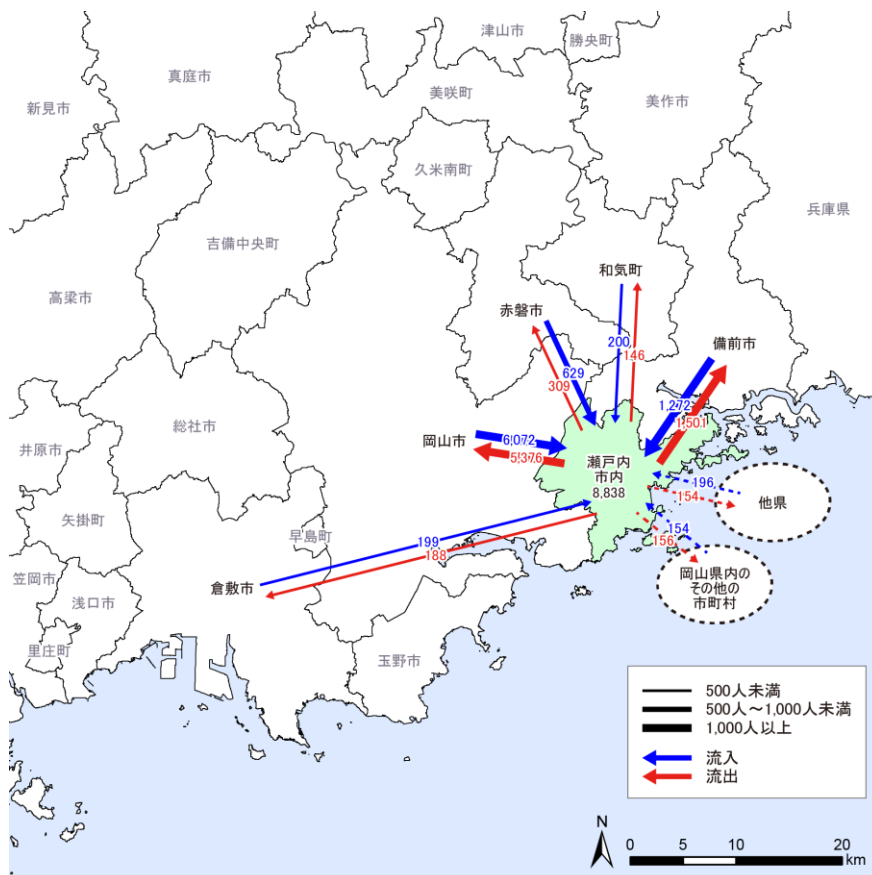 津山市
勝央町
真庭市
美咲町
新見市
美作市
久米南町
兵庫県
吉備中央町
和気町
高梁市
赤磐市
備前市
200
146
629
309
1,272
1,501
総社市
岡山市
6,072
5,376
井原市
瀬戸内
市内
8,838
196
154
他県
矢掛町
早島町
199
188
154
156
笠岡市
倉敷市
岡山県内の
その他の
市町村
浅口市
里庄町
玉野市
500人未満
500人～1,000人未満
1,000人以上
流入
流出
N
0 5 10 20
km